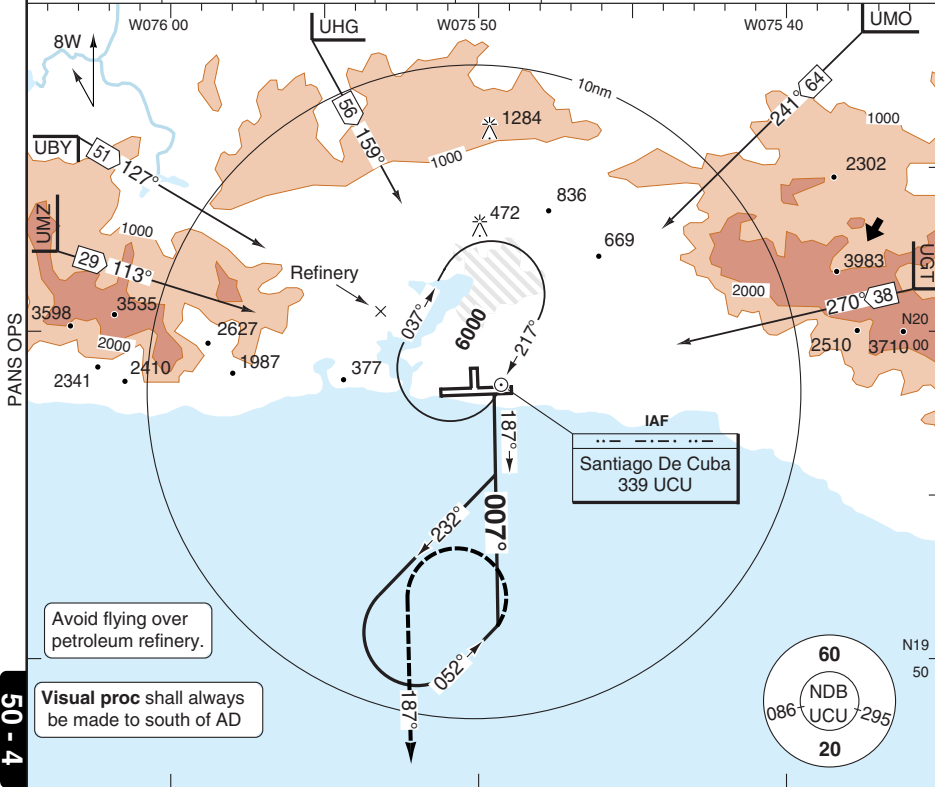 W076 00
W075 50
W075 40
UHG
UMO
8W
10nm
64
241°
56
159°
1284
1000
1000
UBY
51
127°
2302
836
472
UMZ
1000
669
29
113°
Refinery
3983
UGT
2000
270°
38
3598
3535
037°
6000
217°
N20
00
2627
2510
3710
2000
2341
2410
1987
377
PANS OPS
187°
IAF
Santiago De Cuba
339 UCU
007°
232°
Avoid flying over
petroleum refinery.
052°
N19
50
60
NDB
UCU
086
295
20
Visual proc shall always
be made to south of AD
187°
50 - 4